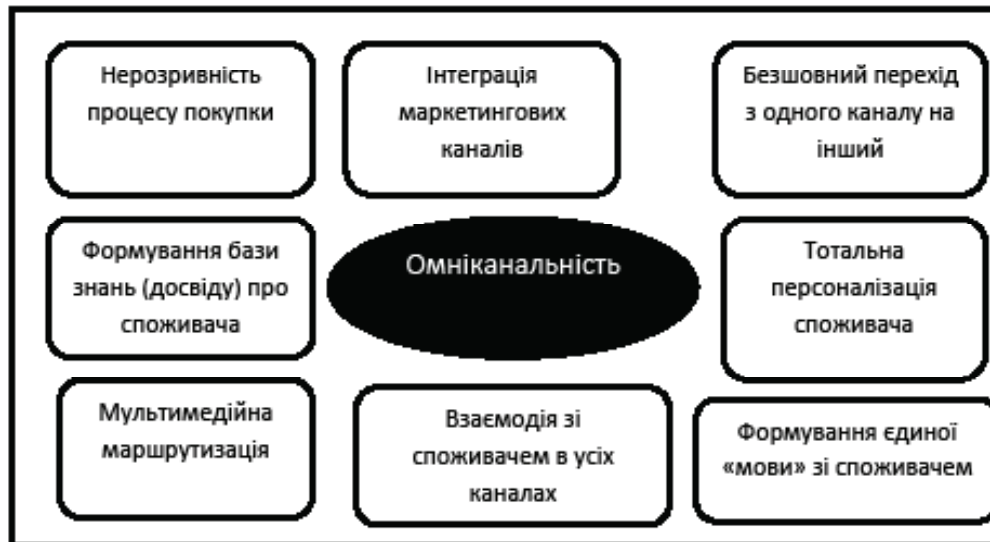 Нерозривність
процесу покупки
Інтеграція
маркетингових
каналів
Безшовний перехід
з одного каналу на
інший
Формування бази
знань (досвіду) про
споживача
Омніканальність
Тотальна
персоналізація
споживача
Мультимедійна
маршрутизація
Взаємодія зі
споживачем в усіх
каналах
Формування єдиної
«мови» зі споживачем